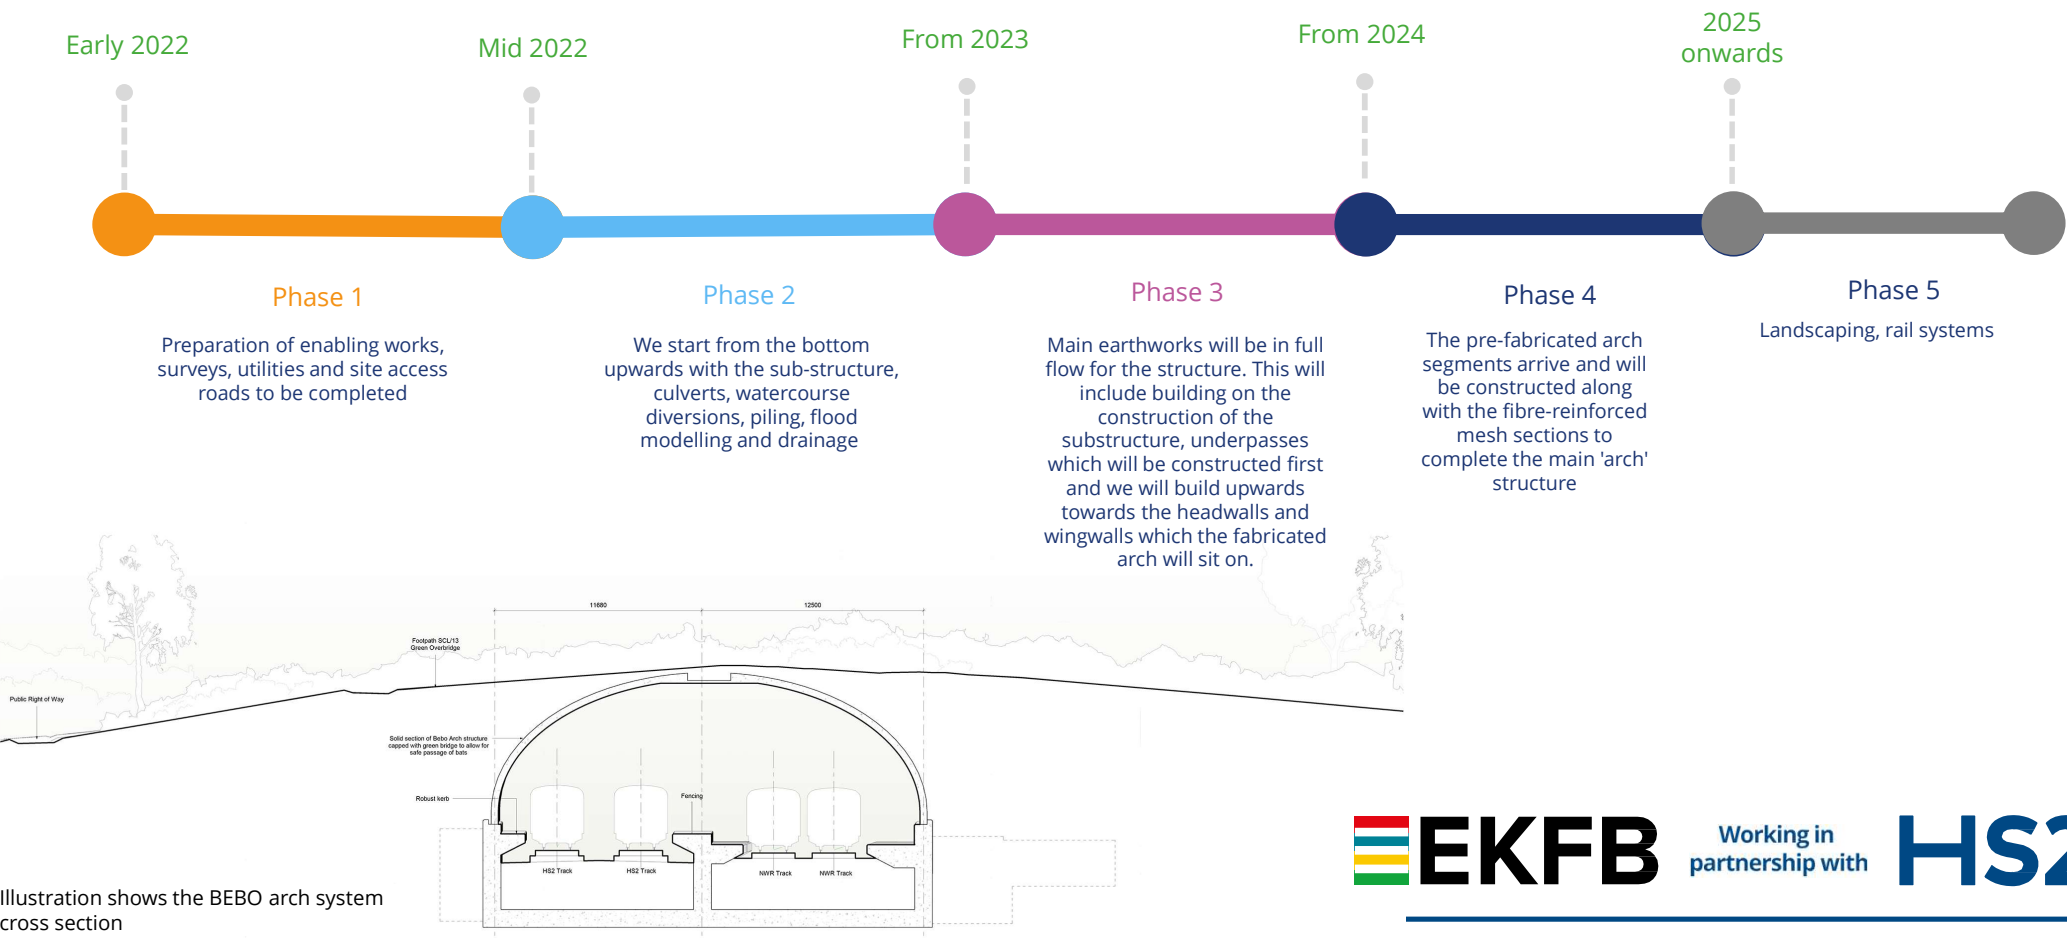 Early 2022
Mid 2022
From 2023
From 2024
2025
onwards
Phase 1
Preparation of enabling works,
surveys, utilities and site access
roads to be completed
Phase 2
We start from the bottom
upwards with the sub-structure,
culverts, watercourse
diversions, piling, flood
modelling and drainage
Phase 3
Main earthworks will be in full
flow for the structure. This will
include building on the
construction of the
substructure, underpasses
which will be constructed first
and we will build upwards
towards the headwalls and
wingwalls which the fabricated
arch will sit on.
Phase 4
The pre-fabricated arch
segments arrive and will
be constructed along
with the fibre-reinforced
mesh sections to
complete the main 'arch'
structure
Phase 5
Landscaping, rail systems
11680
12500
Footpath SCL/13
Green Overbridge
Public Right of Way
Solid section of Bebo Arch structure
capped with green bridge to allow for
safe passage of bats
Robust kerb
Fencing
HS2 Track
HS2 Track
NWR Track
NWR Track
Illustration shows the BEBO arch system
cross section
EKFB
Working in
partnership with
HS2